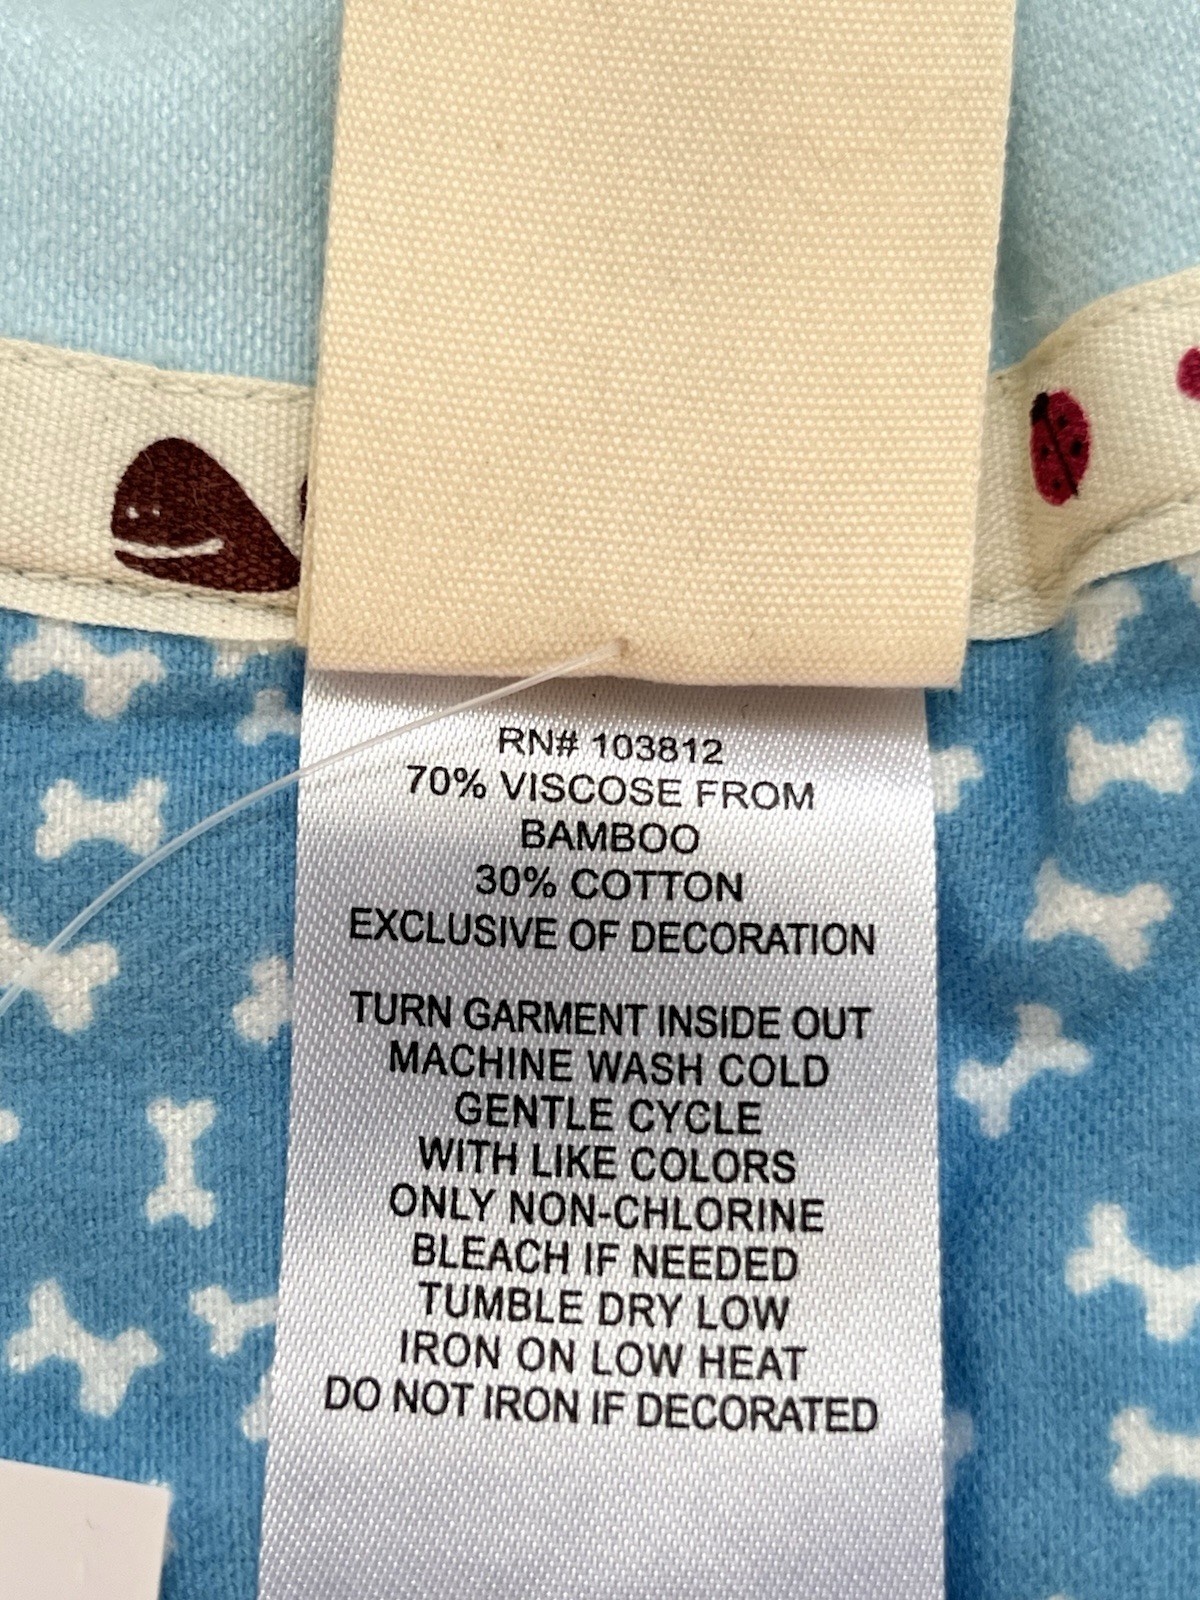 RN# 103812
70% VISCOSE FROM
BAMBOO
30% COTTON
EXCLUSIVE OF DECORATION
TURN GARMENT INSIDE OUT
MACHINE WASH COLD
GENTLE CYCLE
WITH LIKE COLORS
ONLY NON-CHLORINE
BLEACH IF NEEDED
TUMBLE DRY LOW
IRON ON LOW HEAT
DO NOT IRON IF DECORATED